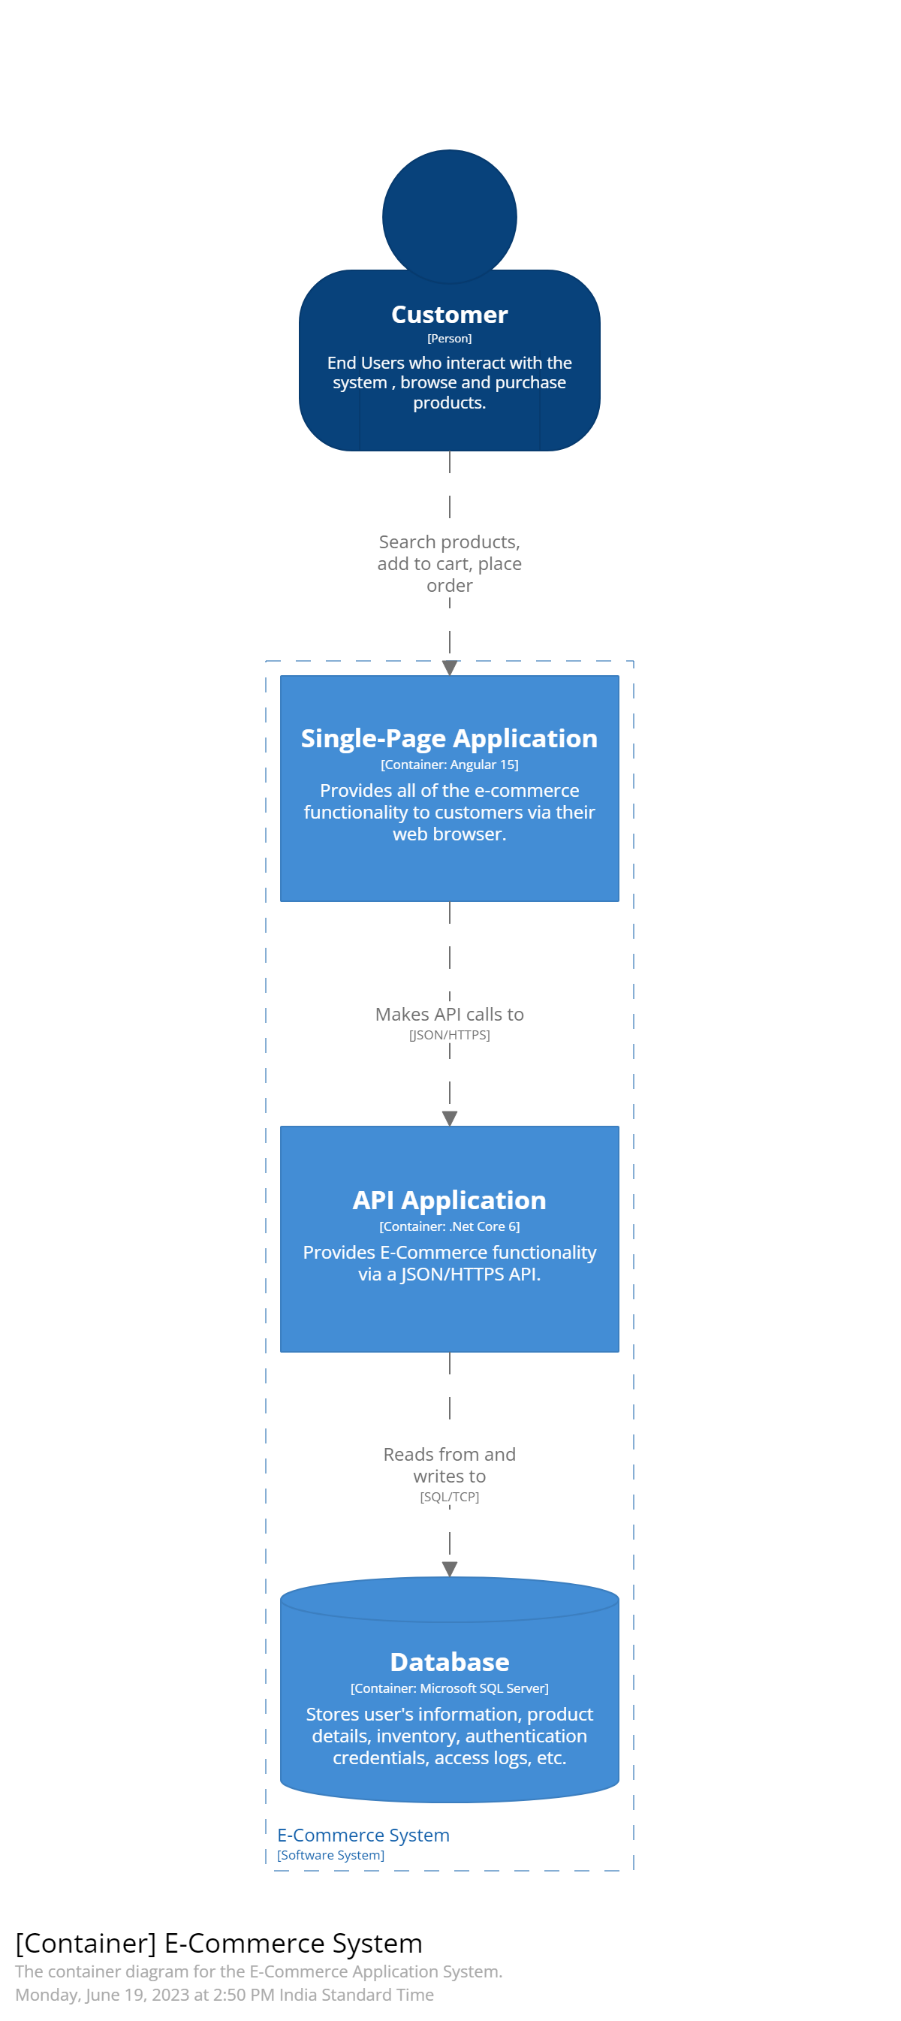 Customer
[Person]
End Users who interact with the
system , browse and purchase
products.
Search products,
add to cart, place
order
Single-Page Application
[Container: Angular 15]
Provides all of the e-commerce
functionality to customers via their
web browser.
Makes API calls to
[JSON/HTTPS]
API Application
[Container: .Net Core 6]
Provides E-Commerce functionality
via a JSON/HTTPS API.
Reads from and
writes to
[SQL/TCP]
Database
[Container: Microsoft SQL Server]
Stores user's information, product
details, inventory, authentication
credentials, access logs, etc.
E-Commerce System
[Software System]
[Container] E-Commerce System
The container diagram for the E-Commerce Application System.
Monday, June 19, 2023 at 2:50 PM India Standard Time